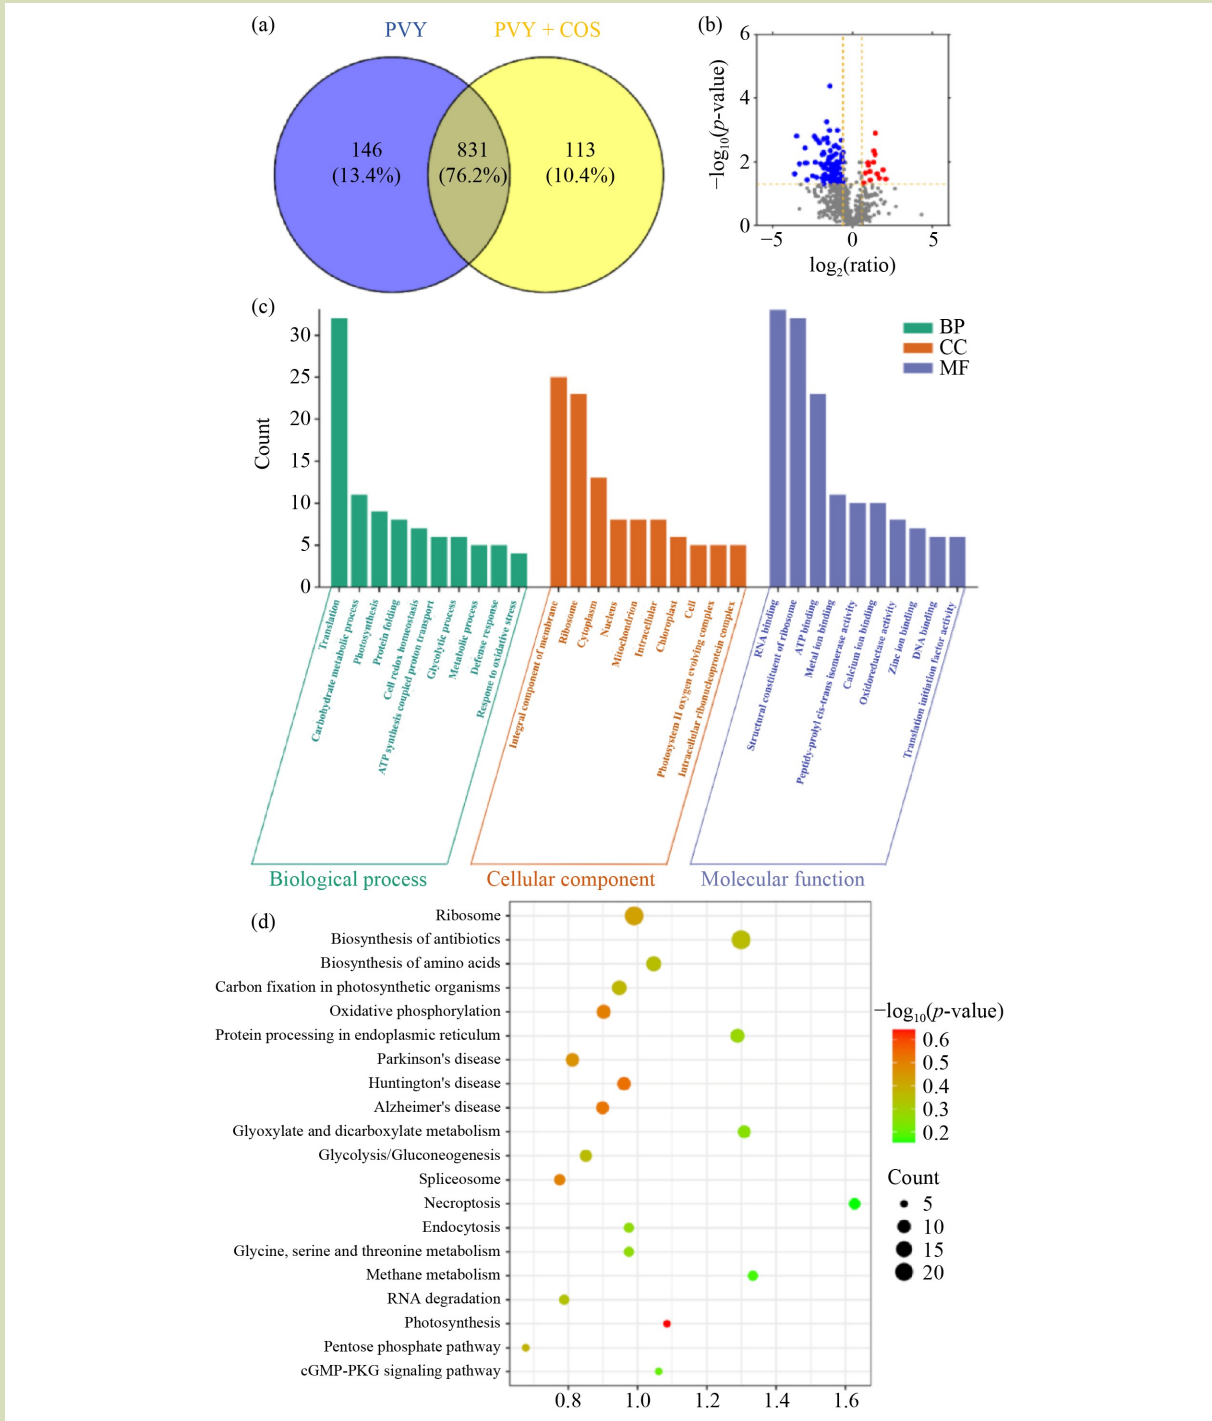 (a)
PVY
PVY + COS
146
(13.4%)
831
(76.2%)
113
(10.4%)
(b)
6
4
2
0
−log10(p-value)
−5
0
5
log2(ratio)
(c)
30
25
20
15
10
5
0
Count
BP
CC
MF
Translation
Carbohydrate metabolic process
Photosynthesis
Protein folding
Cell redox homeostasis
ATP synthesis coupled proton transport
Glycolytic process
Metabolic process
Defense response
Respone to oxidative stress
Integral component of membrane
Ribosome
Cytoplasm
Nucleus
Mitochondrion
Intracellular
Chloroplast
Cell
Photosystem II oxygen evolving complex
Intracellular ribonucleoprotein complex
RNA binding
Structural constituent of ribosome
ATP binding
Metal ion binding
Peptidy-prolyl cis-trans isomerase activity
Calcium ion binding
Oxidoreductase activity
Zinc ion binding
DNA binding
Translation initiation factor activity
Biological process
Cellular component
Molecular function
(d)
Ribosome
Biosynthesis of antibiotics
Biosynthesis of amino acids
Carbon fixation in photosynthetic organisms
Oxidative phosphorylation
Protein processing in endoplasmic reticulum
Parkinson's disease
Huntington's disease
Alzheimer's disease
Glyoxylate and dicarboxylate metabolism
Glycolysis/Gluconeogenesis
Spliceosome
Necroptosis
Endocytosis
Glycine, serine and threonine metabolism
Methane metabolism
RNA degradation
Photosynthesis
Pentose phosphate pathway
cGMP-PKG signaling pathway
0.8
1.0
1.2
1.4
1.6
−log10(p-value)
0.6
0.5
0.4
0.3
0.2
Count
5
10
15
20